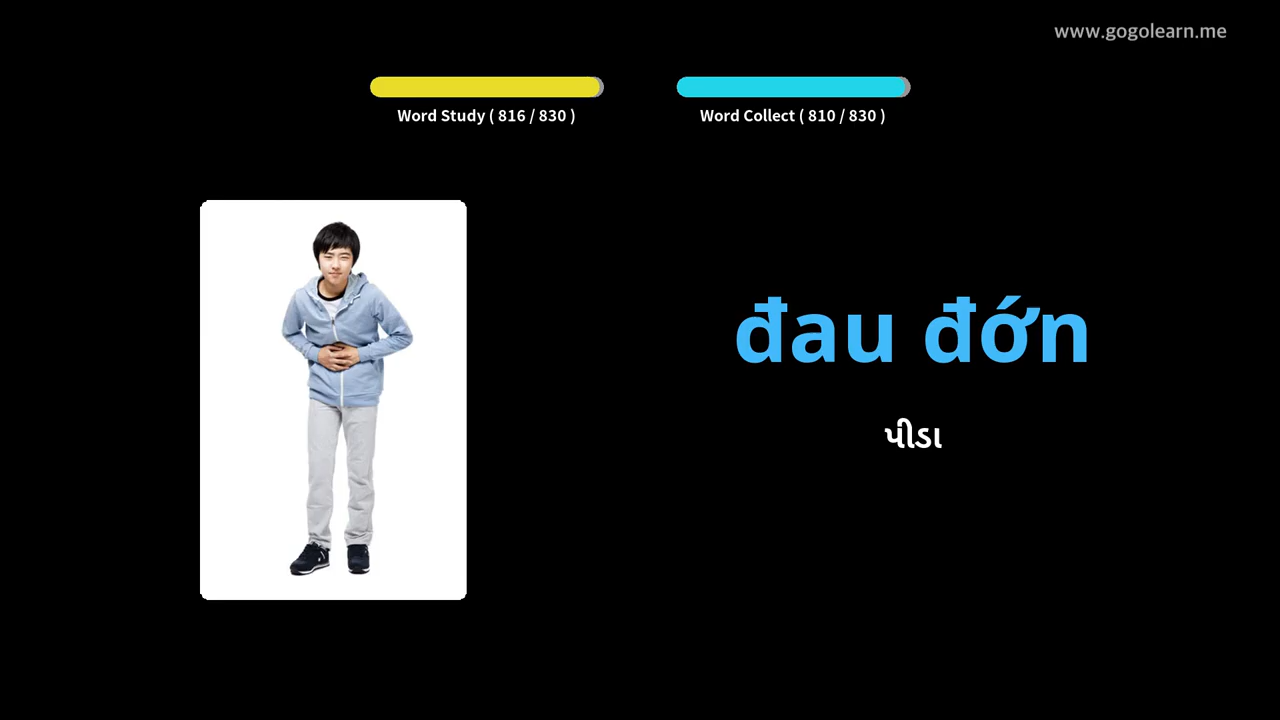 www.gogolearn.me
Word Study ( 816 / 830 )
Word Collect ( 810 / 830 )
đau đớn
પીડા